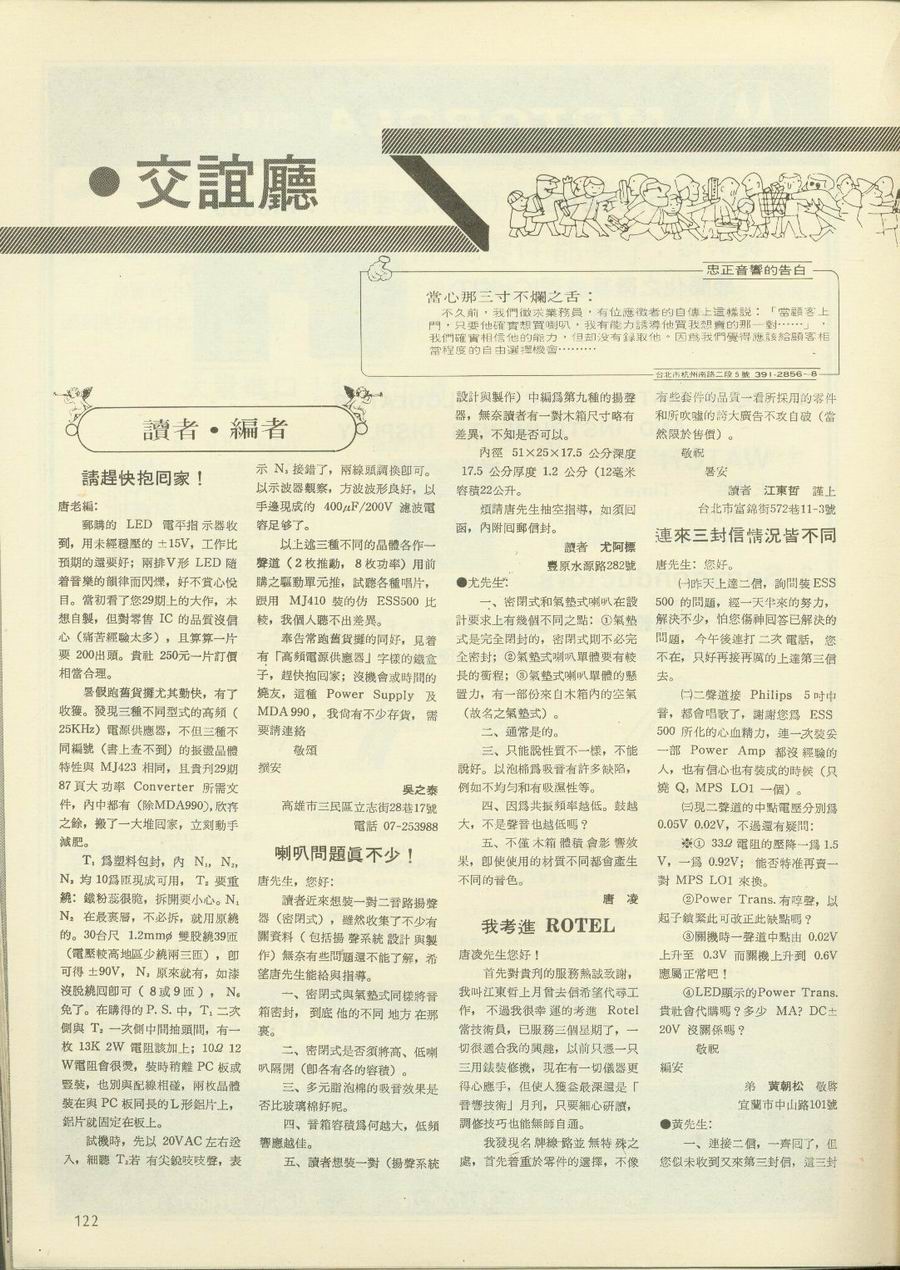 • 交誼廳
忠正音響的告白
當心那三寸不爛之舌：
不久前，我們徵求業務員，有位應徵者的自傳上這樣說：「當顧客上
門，只要他確實想買喇叭，我有能力誘導他買我想賣的那一對⋯⋯」，
我們確實相信他的能力，但却沒有錄取他。因爲我們覺得應該給顧客相
當程度的自由選擇機會⋯⋯⋯
台北市杭州南路二段5號 391-2856～8
讀者•編者
請趕快抱囘家！
唐老編：
郵購的 LED 電平指示器收
到，用未經穩壓的 ±15V，工作比
預期的還要好；兩排V形 LED 隨
着音樂的韻律而閃爍，好不賞心悅
目。當初看了您29期上的大作，本
想自製，但對零售 IC 的品質沒信
心（痛苦經驗太多），且算算一片
要 200出頭。貴社 250元一片訂價
相當合理。
暑假跑舊貨攤尤其勤快，有了
收獲。發現三種不同型式的高頻（
25KHz）電源供應器，不但三種不
同編號（書上查不到）的振盪晶體
特性與 MJ423 相同，且貴刋29期
87頁大功率 Converter 所需文
件，內中都有（除MDA990)，欣喜
之餘，搬了一大堆囘家，立刻動手
減肥。
T₁ 爲塑料包封，內 N₁，N₂，
N₃ 均10爲匝現成可用， T₂ 要重
繞：鐵粉蕊很脆，拆開要小心。N₁
N₂ 在最裏層，不必拆，就用原繞
的。30台尺 1.2mmø 雙股繞39匝
（電壓較高地區少繞兩三匝），卽
可得 ±90V， N₅ 原來就有，如漆
沒脫繞囘卽可（ 8或9匝）， N₆
免了。在購得的P.S. 中，T₁ 二次
側與 T₂ 一次側中間抽頭間，有一
枚 13K 2W 電阻該加上；10Ω 12
W電阻會很燙，裝時稍離 PC 板或
豎裝，也別與配線相碰，兩枚晶體
裝在與 PC 板同長的L形鋁片上，
鋁片就固定在板上。
試機時，先以 20VAC左右送
入，細聽 T₂若 有尖銳吱吱聲，表
示 N₃ 接錯了，兩線頭調換卽可。
以示波器觀察，方波波形良好，以
手邊現成的 400μF/200V 濾波電
容足够了。
以上述三種不同的晶體各作一
聲道（2枚推動，8枚功率）用前
購之驅動單元推，試聽各種唱片，
跟用 MJ410 裝的仿 ESS500 比
較，我個人聽不出差異。
奉告常跑舊貨攤的同好，見着
有「高頻電源供應器」字樣的鐵盒
子，趕快抱囘家；沒機會或時間的
燒友，這種 Power Supply 及
MDA990，我尙有不少存貨，需
要請連絡
敬頌
撰安
吳之泰
高雄市三民區立志街28巷17號
電話 07-253988
喇叭問題眞不少！
唐先生，您好：
讀者近來想裝一對二音路揚聲
器（密閉式），雖然收集了不少有
關資料（包括揚聲系統設計與製
作）無奈有些問題還不能了解，希
望唐先生能給與指導。
一、密閉式與氣墊式同樣將音
箱密封，到底他的不同地方在那
裏。
二、密閉式是否須將高、低喇
叭隔開（卽各有各的容積）。
三、多元脂泡棉的吸音效果是
否比玻璃棉好呢。
四、音箱容積爲何越大，低頻
響應越佳。
五、讀者想裝一對（揚聲系統
設計與製作）中編爲第九種的揚聲
器，無奈讀者有一對木箱尺寸略有
差異，不知是否可以。
內徑 51×25×17.5 公分深度
17.5 公分厚度 1.2 公分（12毫米
容積22公升。
煩請唐先生抽空指導，如須囘
函，內附囘郵信封。
讀者　尤阿標
豐原水源路282號
●尤先生：
一、密閉式和氣墊式喇叭在設
計要求上有幾個不同之點：①氣墊
式是完全閉封的，密閉式則不必完
全密封；②氣墊式喇叭單體要有較
長的衝程；③氣墊式喇叭單體的懸
置力，有一部份來自木箱內的空氣
（故名之氣墊式）。
二、通常是的。
三、只能說性質不一樣，不能
說好。以泡棉爲吸音有許多缺陷，
例如不均勻和有吸濕性等。
四、因爲共振頻率越低。鼓越
大，不是聲音也越低嗎？
五、不僅木箱體積會影響效
果，卽使使用的材質不同都會產生
不同的音色。
唐　凌
我考進 ROTEL
唐凌先生您好！
首先對貴刋的服務熱誠致謝，
我叫江東哲上月曾去信希望代尋工
作， 不過我很幸運的考進 Rotel
當技術員，已服務三個星期了，一
切很適合我的興趣，以前只憑一只
三用錶裝修機，現在有一切儀器更
得心應手，但使人獲益最深還是「
音響技術」月刋，只要細心研讀，
調修技巧也能無師自通。
我發現名牌線路並無特殊之
處，首先着重於零件的選擇，不像
有些套件的品質一看所採用的零件
和所吹噓的誇大廣告不攻自破（當
然限於售價）。
敬祝
暑安
讀者　江東哲　謹上
台北市富錦街572巷11-3號
連來三封信情況皆不同
唐先生：您好。
㈠昨天上達二信，詢問裝ESS
500 的問題，經一天半來的努力，
解決不少，怕您傷神回答已解決的
問題， 今午後連打二次電話， 您
不在，只好再接再厲的上達第三信
去。
㈡二聲道接 Philips 5吋中
音，都會唱歌了，謝謝您爲 ESS
500 所化的心血精力，連一次裝妥
一部 Power Amp 都沒經驗的
人，也有信心也有裝成的時候（只
燒 Q, MPS LO1 一個）。
㈢現二聲道的中點電壓分別爲
0.05V 0.02V，不過還有疑問：
※① 33Ω 電阻的壓降一爲 1.5
V，一爲 0.92V；能否特准再賣一
對 MPS LO1 來換。
②Power Trans. 有哼聲，以
起子鎖緊此可改正此缺點嗎？
③關機時一聲道中點由 0.02V
上升至 0.3V 而關機上升到 0.6V
應屬正常吧！
④LED顯示的Power Trans.
貴社會代購嗎？多少 MA？DC±
20V 沒關係嗎？
敬祝
編安
弟　黃朝松　敬啓
宜蘭市中山路101號
●黃先生：
一、連接二信，一齊囘了，但
您似未收到又來第三封信，這三封
122